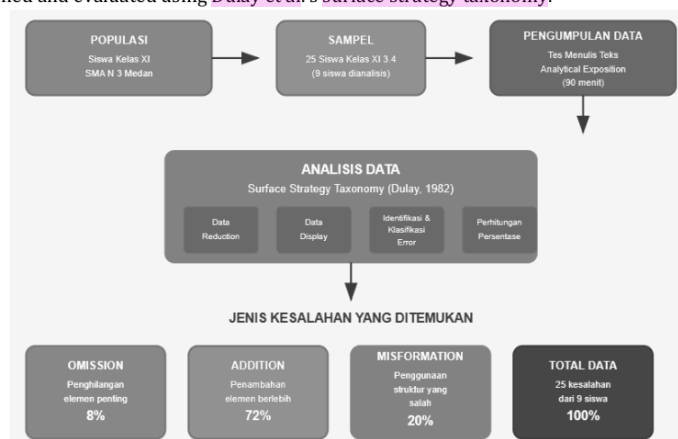 ned and evaluated using Dulay et al.'s surface strategy taxonomy.
POPULASI
Siswa Kelas XI
SMA N 3 Medan
SAMPEL
25 Siswa Kelas XI 3.4
(9 siswa dianalisis)
PENGUMPULAN DATA
Tes Menulis Teks
Analytical Exposition
(90 menit)
ANALISIS DATA
Surface Strategy Taxonomy (Dulay, 1982)
Data
Reduction
Data
Display
Identifikasi &
Klasifikasi
Error
Perhitungan
Persentase
JENIS KESALAHAN YANG DITEMUKAN
OMISSION
Penghilangan
elemen penting
8%
ADDITION
Penambahan
elemen berlebih
72%
MISFORMATION
Penggunaan
struktur yang
salah
20%
TOTAL DATA
25 kesalahan
dari 9 siswa
100%